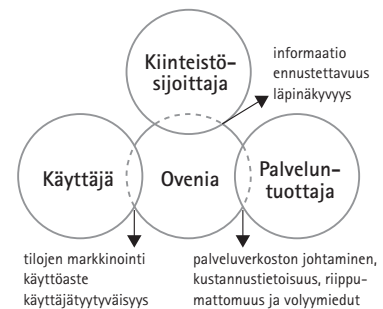 Kiinteistö-
sijoittaja
informaatio
ennustettavuus
läpinäkyvyys
Käyttäjä
Ovenia
Palvelun-
tuottaja
tilojen markkinointi
käyttöaste
käyttäjätyytyväisyys
palveluverkoston johtaminen,
kustannustietoisuus, riippu-
mattomuus ja volyymiedut